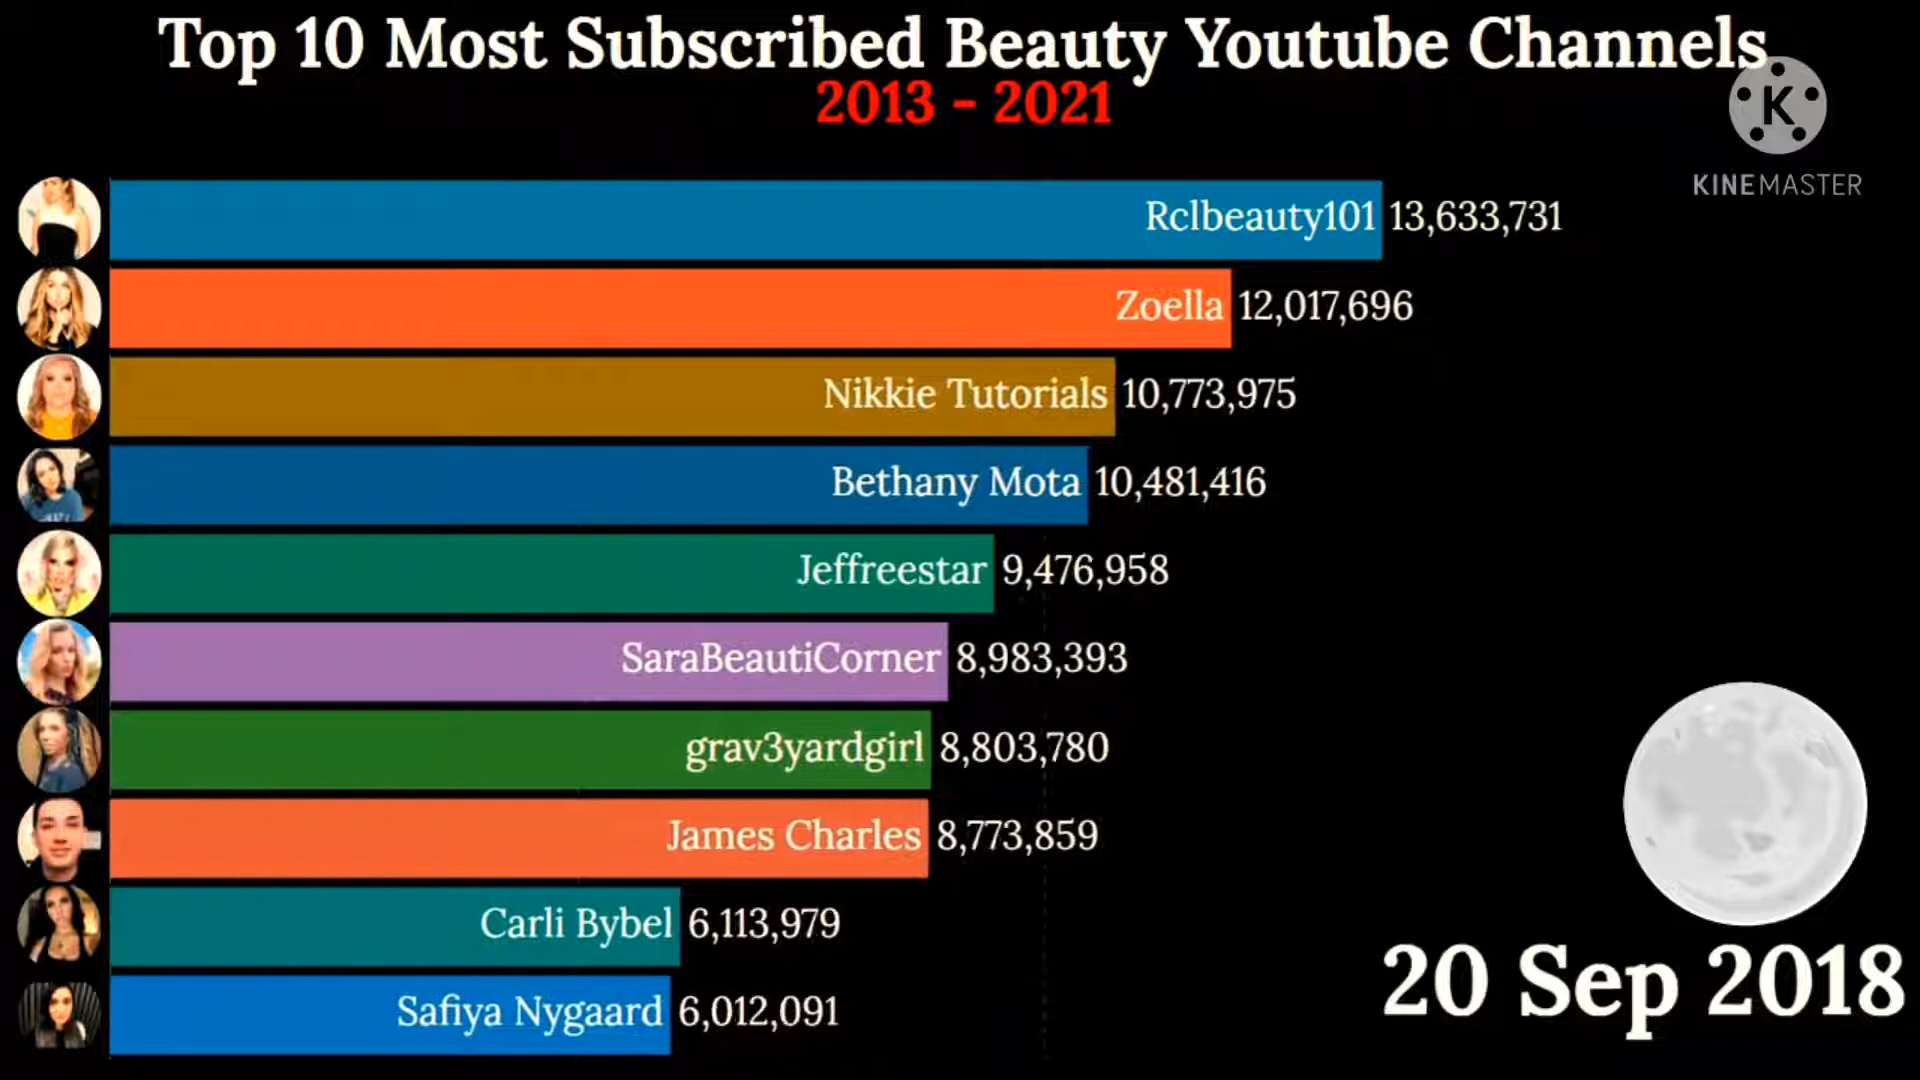 Top 10 Most Subscribed Beauty Youtube Channels
2013 - 2021
K
KINEMASTER
Rclbeauty101 13,633,731
Zoella 12,017,696
Nikkie Tutorials 10,773,975
Bethany Mota 10,481,416
Jeffreestar 9,476,958
SaraBeautiCorner 8,983,393
grav3yardgirl 8,803,780
James Charles 8,773,859
Carli Bybel 6,113,979
Safiya Nygaard 6,012,091
20 Sep 2018